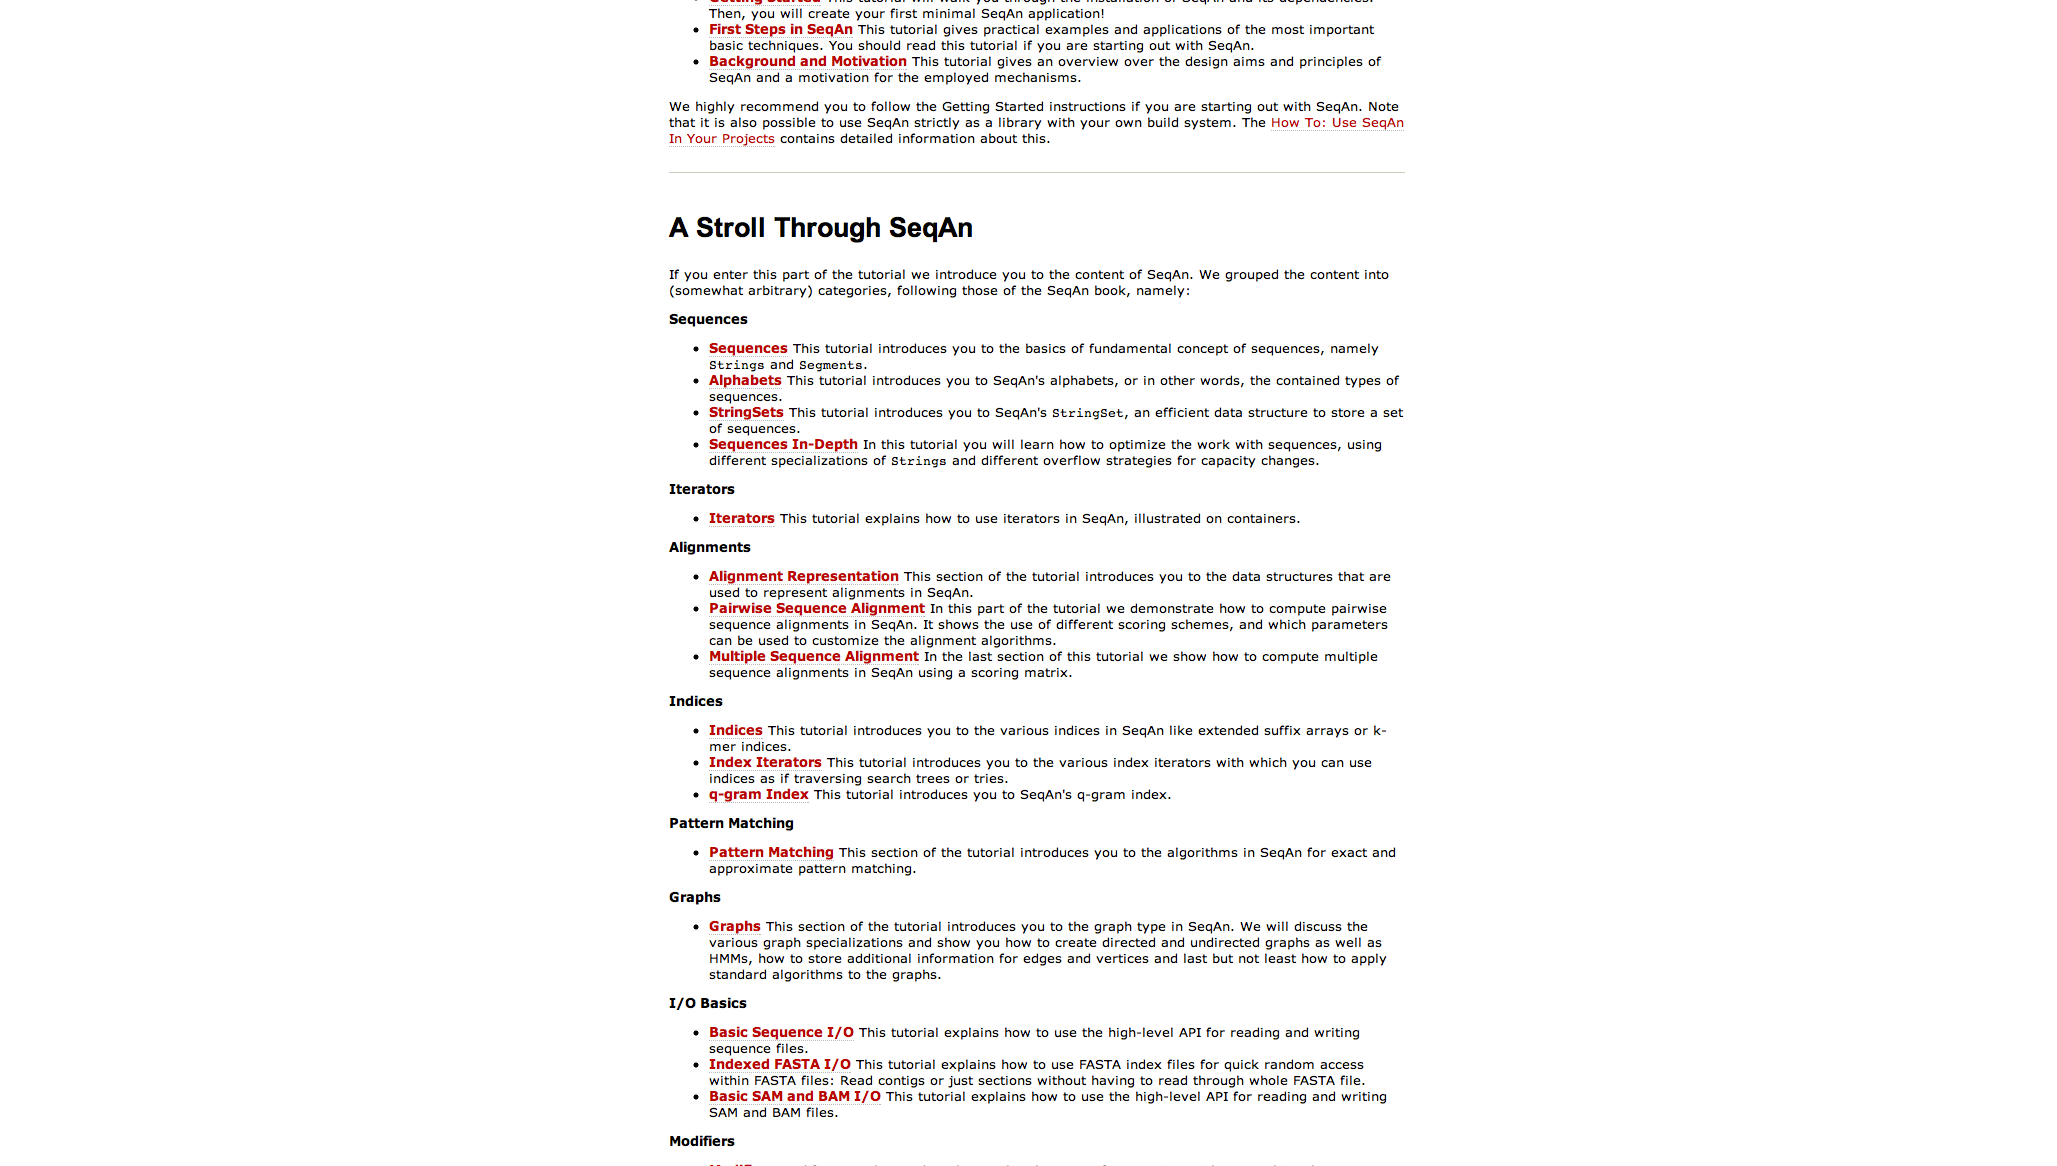 Getting Started This tutorial will walk you through the installation of SeqAn and its dependencies.
Then, you will create your first minimal SeqAn application!
First Steps in SeqAn This tutorial gives practical examples and applications of the most important
basic techniques. You should read this tutorial if you are starting out with SeqAn.
Background and Motivation This tutorial gives an overview over the design aims and principles of
SeqAn and a motivation for the employed mechanisms.
We highly recommend you to follow the Getting Started instructions if you are starting out with SeqAn. Note
that it is also possible to use SeqAn strictly as a library with your own build system. The How To: Use SeqAn
In Your Projects contains detailed information about this.
A Stroll Through SeqAn
If you enter this part of the tutorial we introduce you to the content of SeqAn. We grouped the content into
(somewhat arbitrary) categories, following those of the SeqAn book, namely:
Sequences
Sequences This tutorial introduces you to the basics of fundamental concept of sequences, namely
Strings and Segments.
Alphabets This tutorial introduces you to SeqAn's alphabets, or in other words, the contained types of
sequences.
StringSets This tutorial introduces you to SeqAn's StringSet, an efficient data structure to store a set
of sequences.
Sequences In-Depth In this tutorial you will learn how to optimize the work with sequences, using
different specializations of Strings and different overflow strategies for capacity changes.
Iterators
Iterators This tutorial explains how to use iterators in SeqAn, illustrated on containers.
Alignments
Alignment Representation This section of the tutorial introduces you to the data structures that are
used to represent alignments in SeqAn.
Pairwise Sequence Alignment In this part of the tutorial we demonstrate how to compute pairwise
sequence alignments in SeqAn. It shows the use of different scoring schemes, and which parameters
can be used to customize the alignment algorithms.
Multiple Sequence Alignment In the last section of this tutorial we show how to compute multiple
sequence alignments in SeqAn using a scoring matrix.
Indices
Indices This tutorial introduces you to the various indices in SeqAn like extended suffix arrays or k-
mer indices.
Index Iterators This tutorial introduces you to the various index iterators with which you can use
indices as if traversing search trees or tries.
q-gram Index This tutorial introduces you to SeqAn's q-gram index.
Pattern Matching
Pattern Matching This section of the tutorial introduces you to the algorithms in SeqAn for exact and
approximate pattern matching.
Graphs
Graphs This section of the tutorial introduces you to the graph type in SeqAn. We will discuss the
various graph specializations and show you how to create directed and undirected graphs as well as
HMMs, how to store additional information for edges and vertices and last but not least how to apply
standard algorithms to the graphs.
I/O Basics
Basic Sequence I/O This tutorial explains how to use the high-level API for reading and writing
sequence files.
Indexed FASTA I/O This tutorial explains how to use FASTA index files for quick random access
within FASTA files: Read contigs or just sections without having to read through whole FASTA file.
Basic SAM and BAM I/O This tutorial explains how to use the high-level API for reading and writing
SAM and BAM files.
Modifiers